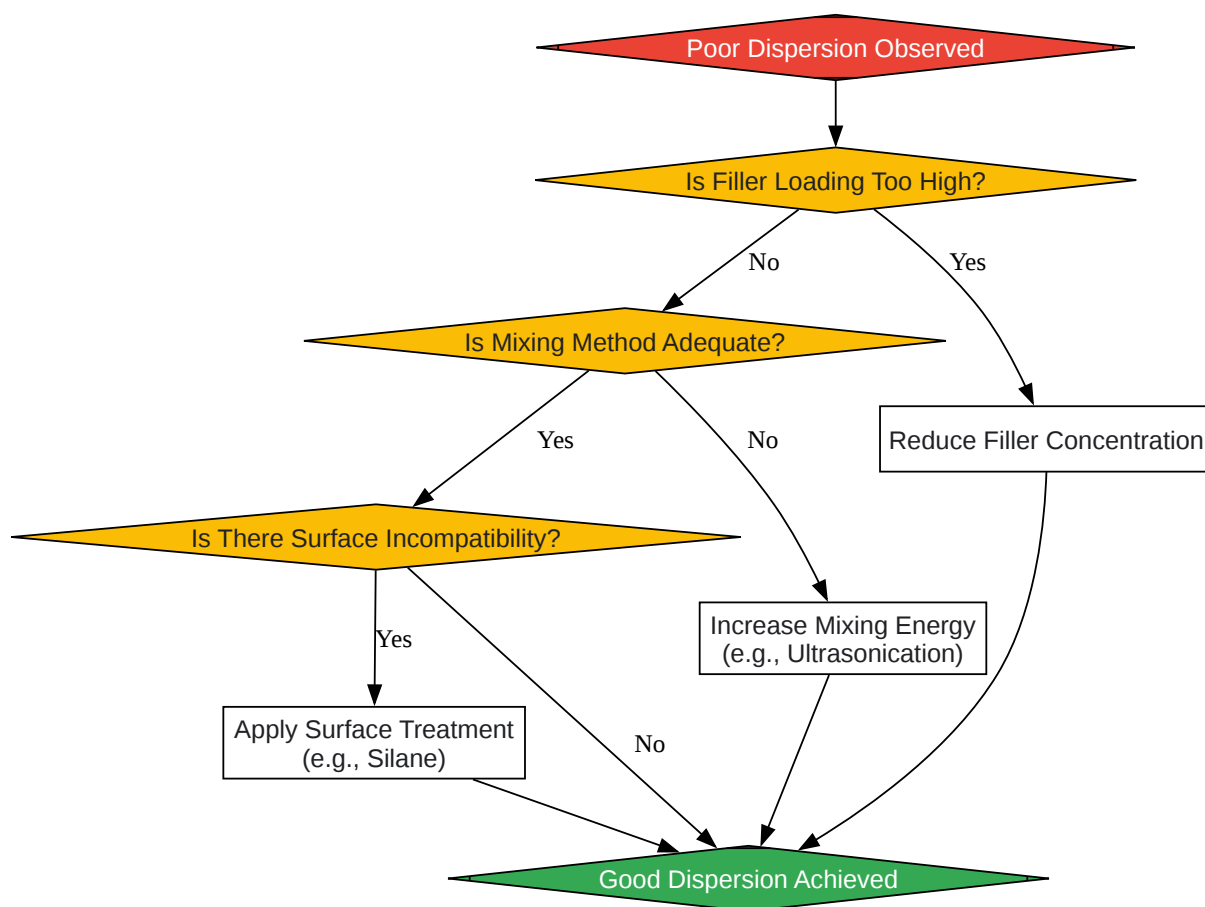 Poor Dispersion Observed
Is Filler Loading Too High?
No
Yes
Is Mixing Method Adequate?
Reduce Filler Concentration
Yes
No
Is There Surface Incompatibility?
Increase Mixing Energy
(e.g., Ultrasonication)
Yes
Apply Surface Treatment
(e.g., Silane)
No
Good Dispersion Achieved